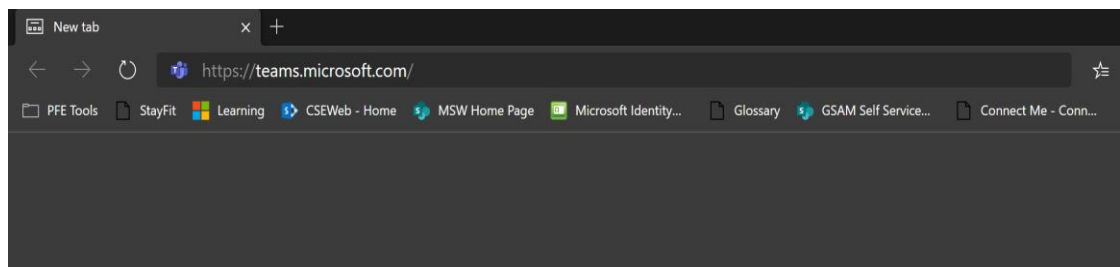 New tab
https://teams.microsoft.com/
PFE Tools StayFit Learning CSEWeb - Home MSW Home Page Microsoft Identity... Glossary GSAM Self Service... Connect Me - Conn...